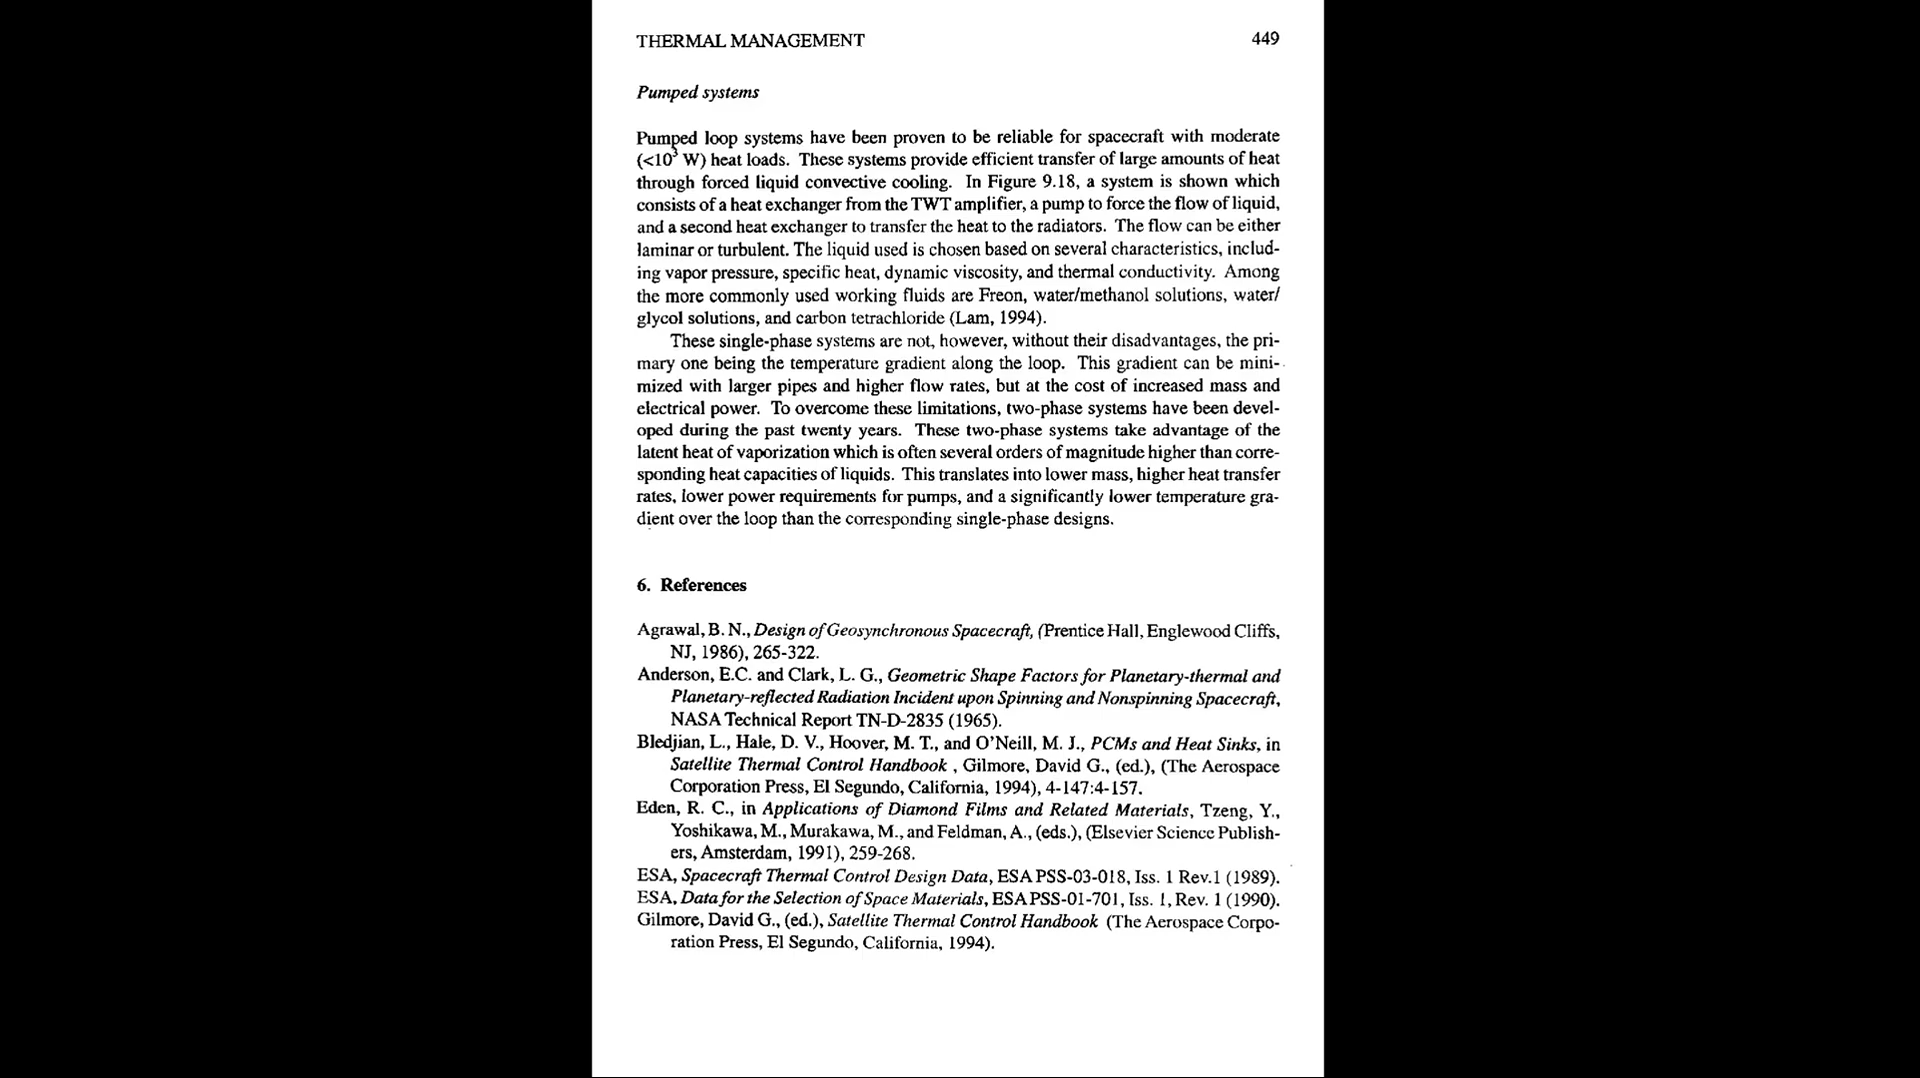 THERMAL MANAGEMENT 449
Pumped systems
Pumped loop systems have been proven to be reliable for spacecraft with moderate
(<10³ W) heat loads. These systems provide efficient transfer of large amounts of heat
through forced liquid convective cooling. In Figure 9.18, a system is shown which
consists of a heat exchanger from the TWT amplifier, a pump to force the flow of liquid,
and a second heat exchanger to transfer the heat to the radiators. The flow can be either
laminar or turbulent. The liquid used is chosen based on several characteristics, includ-
ing vapor pressure, specific heat, dynamic viscosity, and thermal conductivity. Among
the more commonly used working fluids are Freon, water/methanol solutions, water/
glycol solutions, and carbon tetrachloride (Lam, 1994).
These single-phase systems are not, however, without their disadvantages, the pri-
mary one being the temperature gradient along the loop. This gradient can be mini-
mized with larger pipes and higher flow rates, but at the cost of increased mass and
electrical power. To overcome these limitations, two-phase systems have been devel-
oped during the past twenty years. These two-phase systems take advantage of the
latent heat of vaporization which is often several orders of magnitude higher than corre-
sponding heat capacities of liquids. This translates into lower mass, higher heat transfer
rates, lower power requirements for pumps, and a significantly lower temperature gra-
dient over the loop than the corresponding single-phase designs.
6. References
Agrawal, B. N., Design of Geosynchronous Spacecraft, (Prentice Hall, Englewood Cliffs,
NJ, 1986), 265-322.
Anderson, E.C. and Clark, L. G., Geometric Shape Factors for Planetary-thermal and
Planetary-reflected Radiation Incident upon Spinning and Nonspinning Spacecraft,
NASA Technical Report TN-D-2835 (1965).
Bledjian, L., Hale, D. V., Hoover, M. T., and O'Neill, M. J., PCMs and Heat Sinks, in
Satellite Thermal Control Handbook , Gilmore, David G., (ed.), (The Aerospace
Corporation Press, El Segundo, California, 1994), 4-147:4-157.
Eden, R. C., in Applications of Diamond Films and Related Materials, Tzeng, Y.,
Yoshikawa, M., Murakawa, M., and Feldman, A., (eds.), (Elsevier Science Publish-
ers, Amsterdam, 1991), 259-268.
ESA, Spacecraft Thermal Control Design Data, ESA PSS-03-018, Iss. 1 Rev.1 (1989).
ESA, Data for the Selection of Space Materials, ESA PSS-01-701, Iss. 1, Rev. 1 (1990).
Gilmore, David G., (ed.), Satellite Thermal Control Handbook (The Aerospace Corpo-
ration Press, El Segundo, California, 1994).